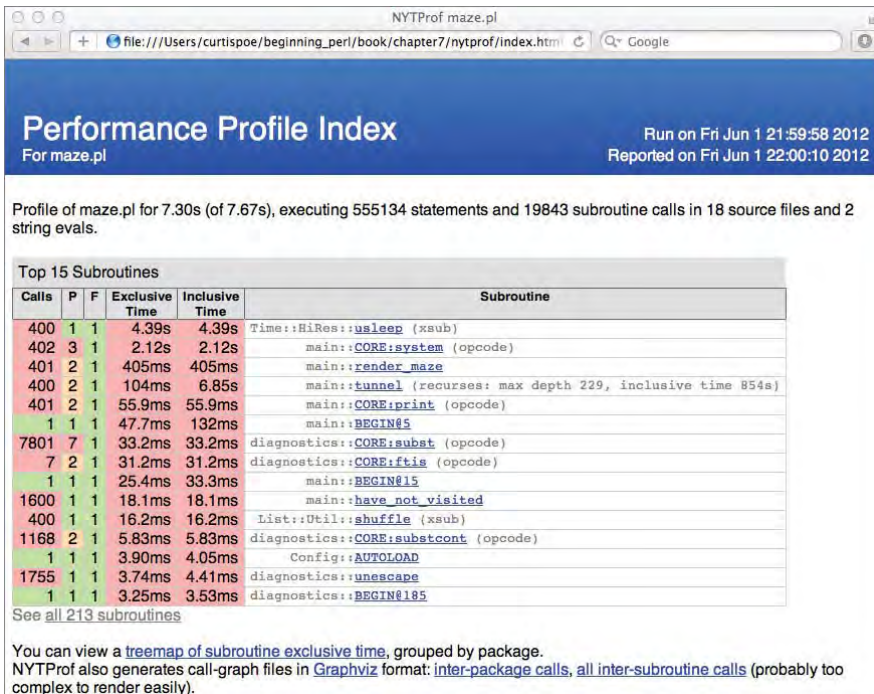 NYTProf maze.pl
file:///Users/curtispoe/beginning_perl/book/chapter7/nytprof/index.htm
Google
Performance Profile Index
For maze.pl
Run on Fri Jun 1 21:59:58 2012
Reported on Fri Jun 1 22:00:10 2012
Profile of maze.pl for 7.30s (of 7.67s), executing 555134 statements and 19843 subroutine calls in 18 source files and 2
string evals.
Top 15 Subroutines
Calls P F Exclusive Time Inclusive Time Subroutine
400 1 1 4.39s 4.39s Time::HiRes::usleep (xsub)
402 3 1 2.12s 2.12s main::CORE:system (opcode)
401 2 1 405ms 405ms main::render_maze
400 2 1 104ms 6.85s main::tunnel (recurses: max depth 229, inclusive time 854s)
401 2 1 55.9ms 55.9ms main::CORE:print (opcode)
1 1 1 47.7ms 132ms main::BEGIN@5
7801 7 1 33.2ms 33.2ms diagnostics::CORE:subst (opcode)
7 2 1 31.2ms 31.2ms diagnostics::CORE:ftis (opcode)
1 1 1 25.4ms 33.3ms main::BEGIN@15
1600 1 1 18.1ms 18.1ms main::have_not_visited
400 1 1 16.2ms 16.2ms List::Util::shuffle (xsub)
1168 2 1 5.83ms 5.83ms diagnostics::CORE:substcont (opcode)
1 1 1 3.90ms 4.05ms Config::AUTOLOAD
1755 1 1 3.74ms 4.41ms diagnostics::unescape
1 1 1 3.25ms 3.53ms diagnostics::BEGIN@185
See all 213 subroutines
You can view a treemap of subroutine exclusive time, grouped by package.
NYTProf also generates call-graph files in Graphviz format: inter-package calls, all inter-subroutine calls (probably too
complex to render easily).